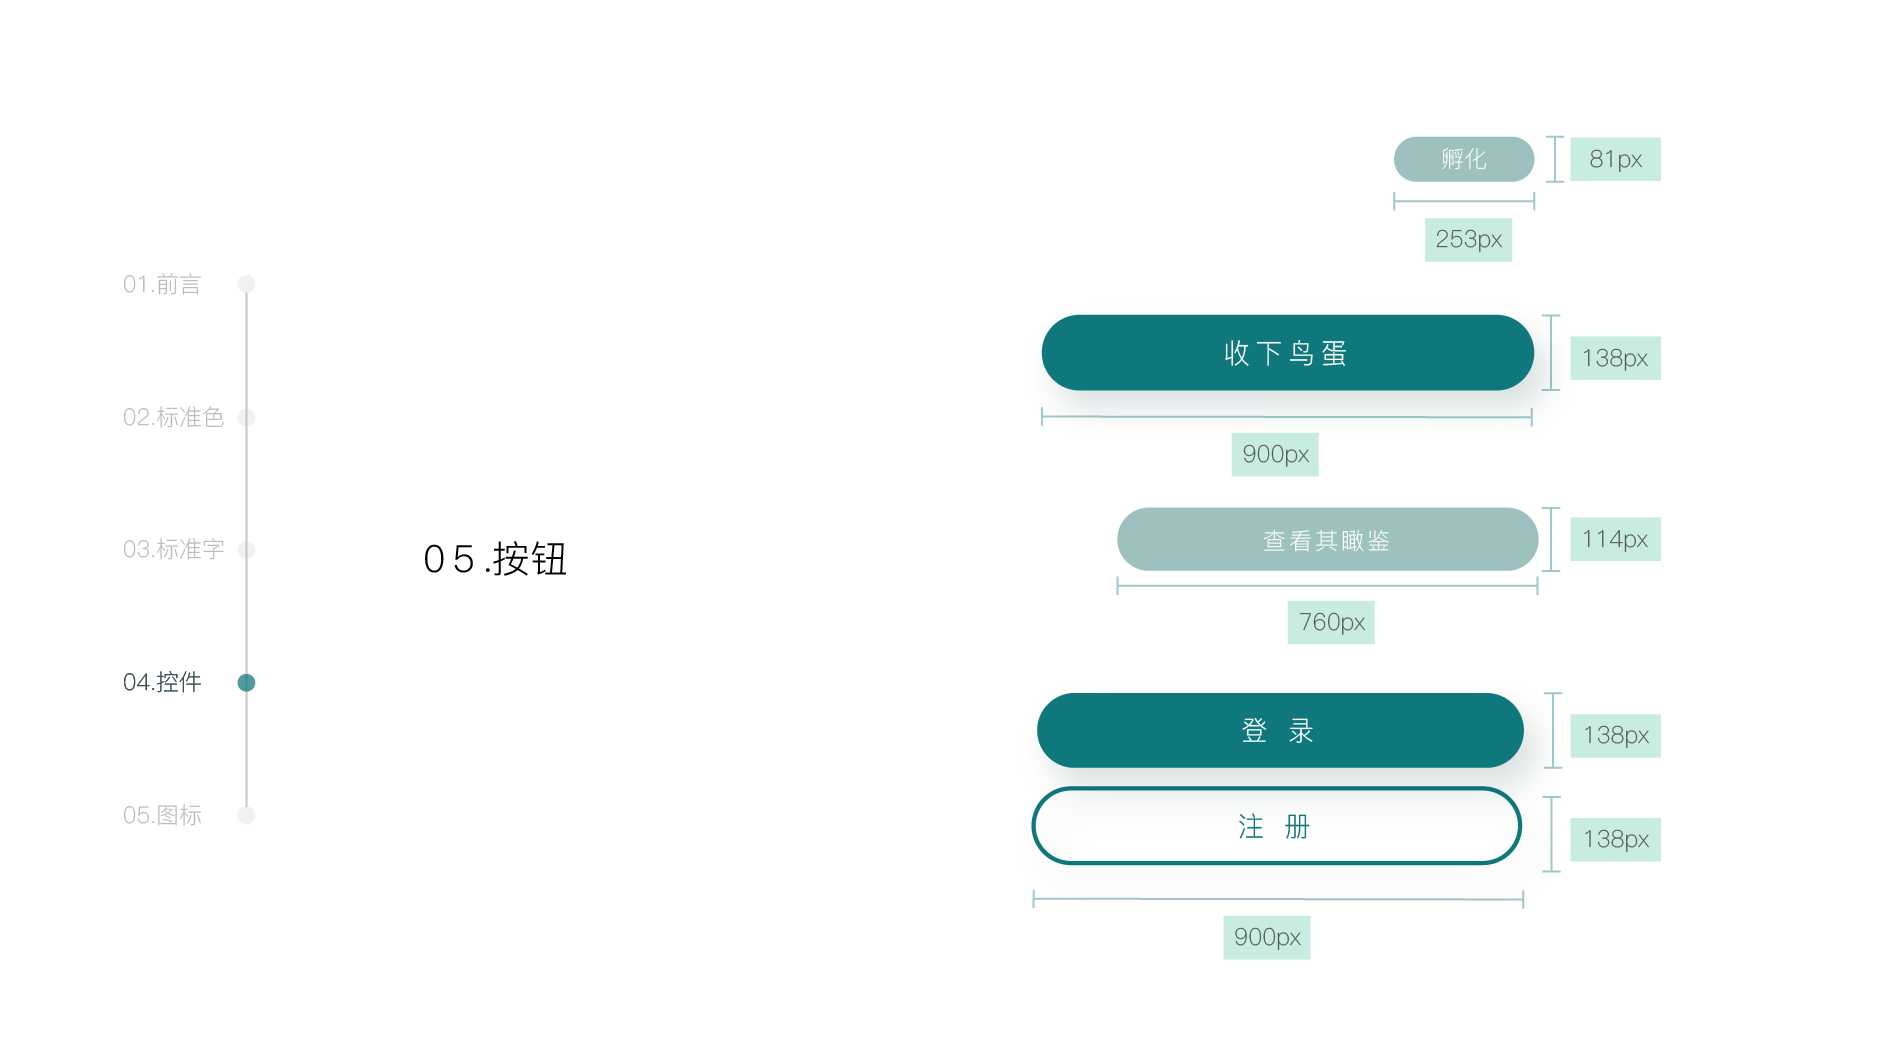 01.前言
02.标准色
03.标准字
04.控件
05.图标
05.按钮
孵化
81px
253px
收下鸟蛋
138px
900px
查看其瞰鉴
114px
760px
登 录
138px
注 册
138px
900px